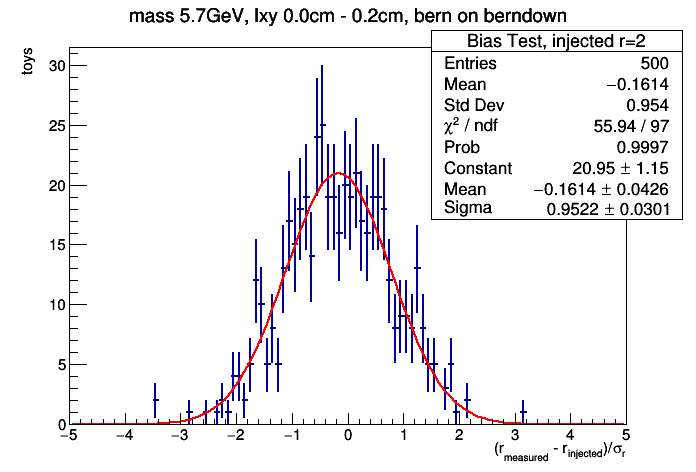 mass 5.7GeV, lxy 0.0cm - 0.2cm, bern on berndown
Bias Test, injected r=2
Entries 500
Mean −0.1614
Std Dev 0.954
χ² / ndf 55.94 / 97
Prob 0.9997
Constant 20.95 ± 1.15
Mean −0.1614 ± 0.0426
Sigma 0.9522 ± 0.0301
toys
30
25
20
15
10
5
0
−5 −4 −3 −2 −1 0 1 2 3 4 5
(r_measured - r_injected)/σ_r